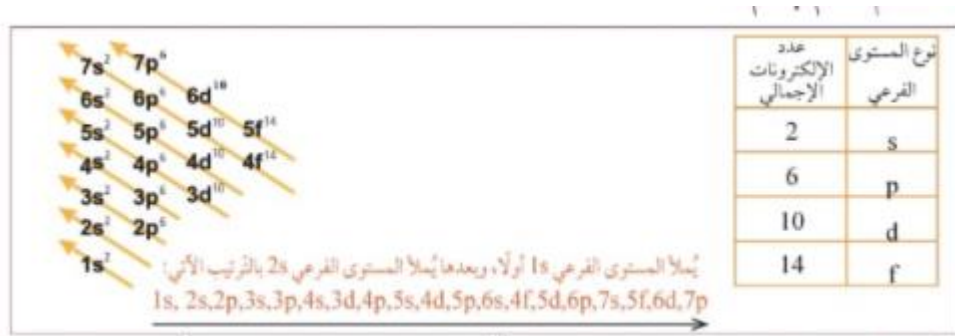 7s² 7p⁶
6s² 6p⁶ 6d¹⁰
5s² 5p⁶ 5d¹⁰ 5f¹⁴
4s² 4p⁶ 4d¹⁰ 4f¹⁴
3s² 3p⁶ 3d¹⁰
2s² 2p⁶
1s²
يُملأ المستوى الفرعي 1s أولًا، وبعدها يُملأ المستوى الفرعي 2s بالتّرتيب الآتي:
1s, 2s,2p,3s,3p,4s,3d,4p,5s,4d,5p,6s,4f,5d,6p,7s,5f,6d,7p
نوع المستوى الفرعي
عدد الإلكترونات الإجمالي
s 2
p 6
d 10
f 14